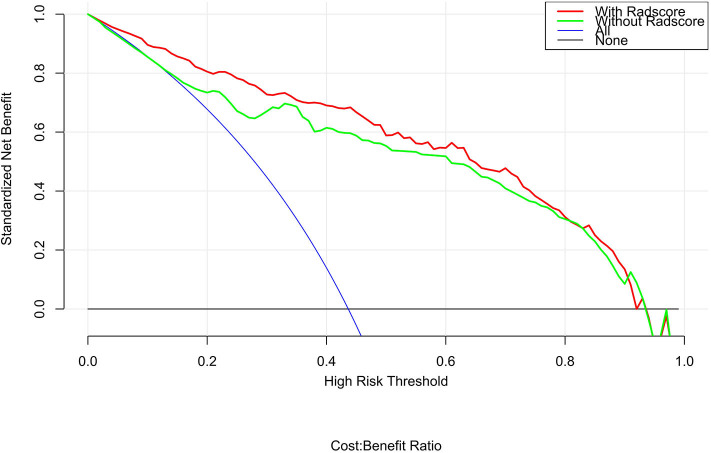 With Radscore
Without Radscore
All
None
Standardized Net Benefit
1.0
0.8
0.6
0.4
0.2
0.0
0.0 0.2 0.4 0.6 0.8 1.0
High Risk Threshold
Cost:Benefit Ratio